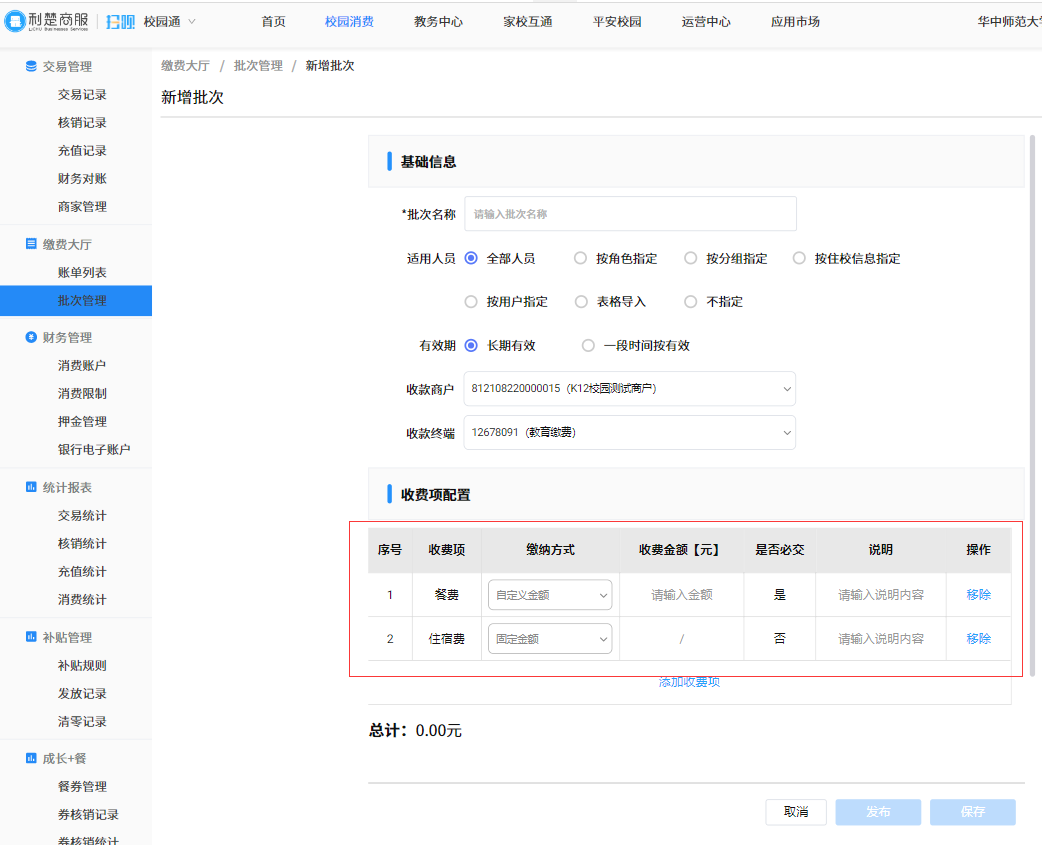 利楚商服 LICHU Businesses Services 扫呗 校园通 首页 校园消费 教务中心 家校互通 平安校园 运营中心 应用市场 华中师范大
交易管理
交易记录
核销记录
充值记录
财务对账
商家管理
缴费大厅
账单列表
批次管理
财务管理
消费账户
消费限制
押金管理
银行电子账户
统计报表
交易统计
核销统计
充值统计
消费统计
补贴管理
补贴规则
发放记录
清零记录
成长+餐
餐券管理
券核销记录
券核销统计
缴费大厅 / 批次管理 / 新增批次
新增批次
基础信息
*批次名称 请输入批次名称
适用人员 全部人员 按角色指定 按分组指定 按住校信息指定
按用户指定 表格导入 不指定
有效期 长期有效 一段时间按有效
收款商户 812108220000015（K12校园测试商户）
收款终端 12678091（教育缴费）
收费项配置
序号 收费项 缴纳方式 收费金额【元】 是否必交 说明 操作
1 餐费 自定义金额 请输入金额 是 请输入说明内容 移除
2 住宿费 固定金额 / 否 请输入说明内容 移除
添加收费项
总计：0.00元
取消 发布 保存